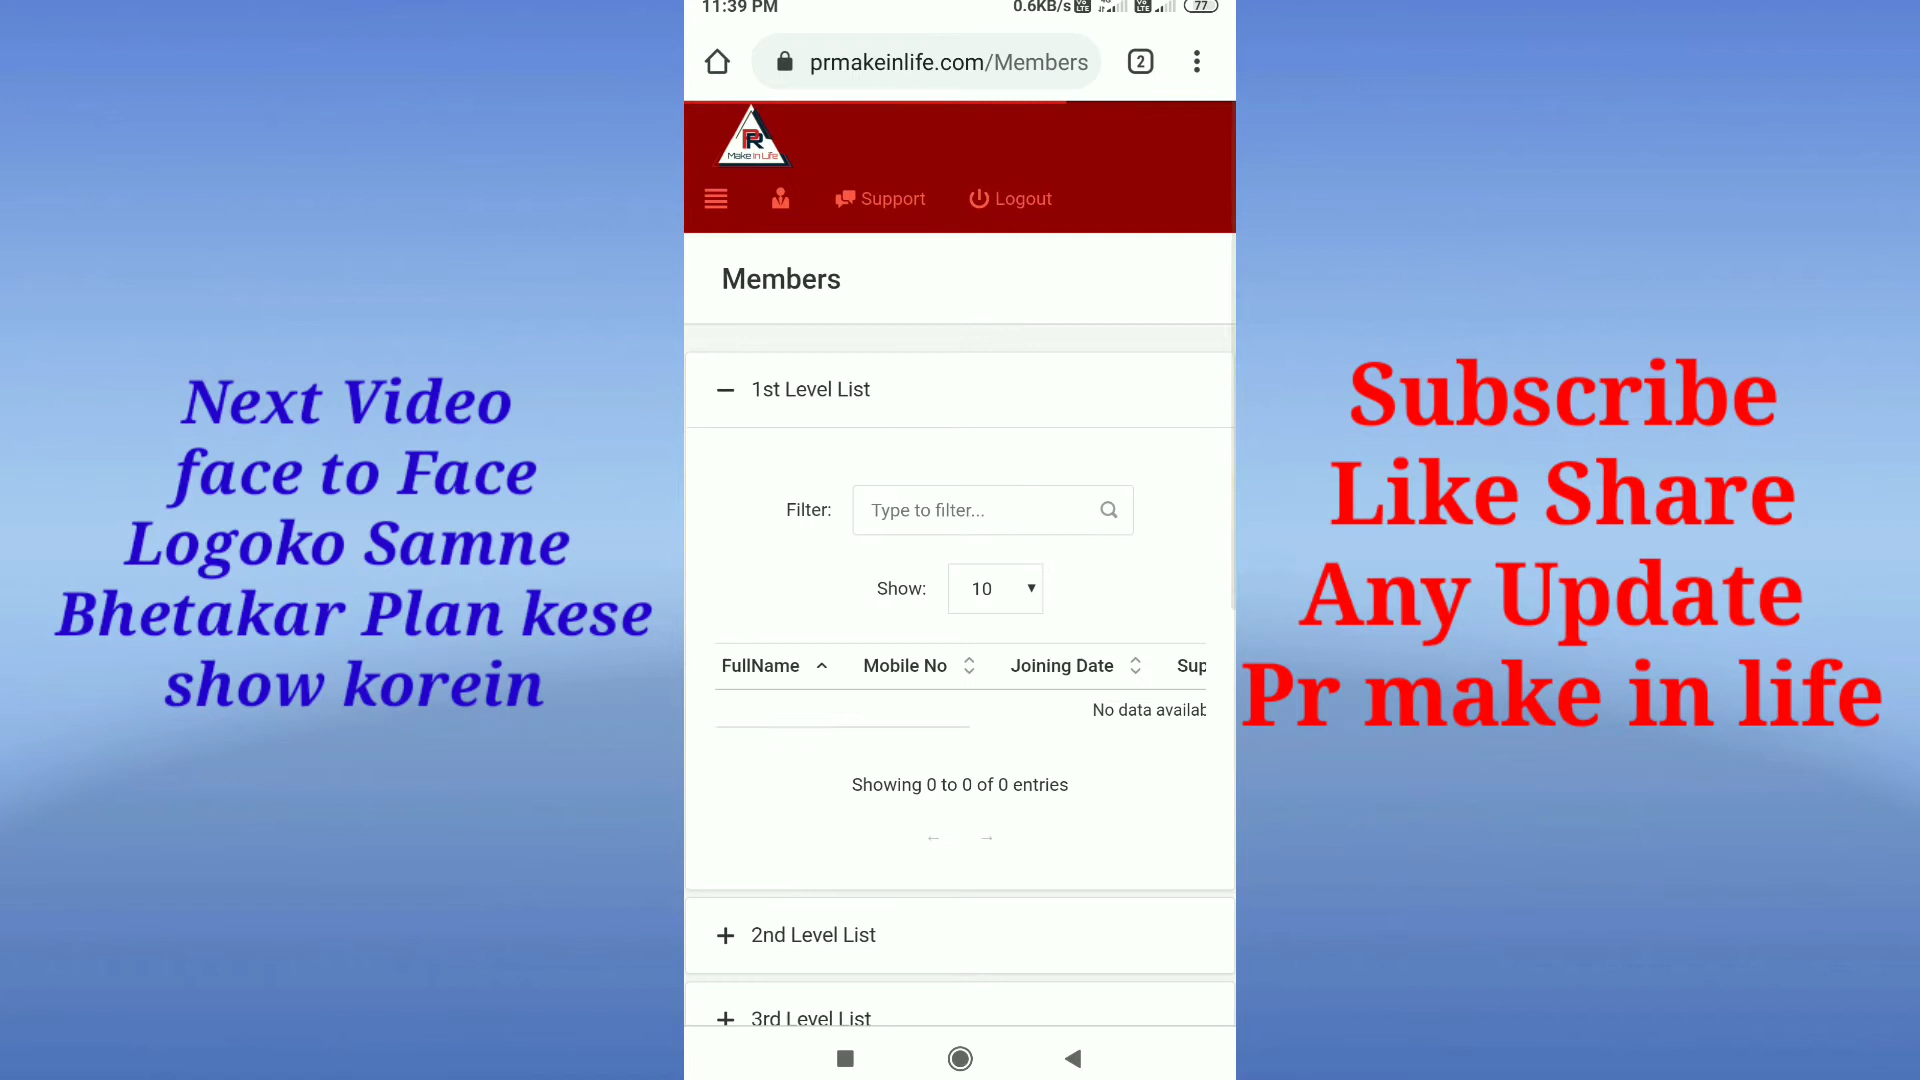 11:39 PM
0.6KB/s
77
prmakeinlife.com/Members
2
PR
Make in Life
Support
Logout
Members
1st Level List
Filter:
Type to filter...
Show:
10
FullName
Mobile No
Joining Date
Sup
No data availab
Showing 0 to 0 of 0 entries
2nd Level List
3rd Level List
Next Video
face to Face
Logoko Samne
Bhetakar Plan kese
show korein
Subscribe
Like Share
Any Update
Pr make in life